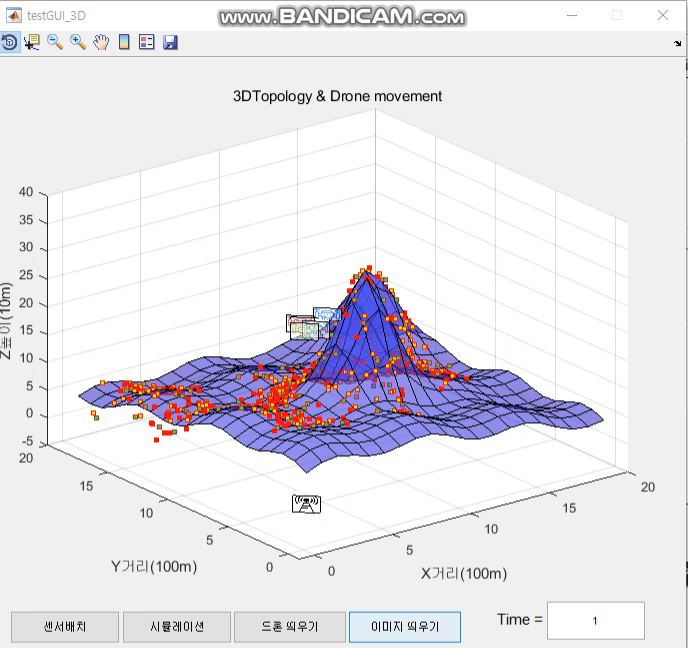 testGUI_3D
www.BANDICAM.com
3DTopology & Drone movement
40
35
30
25
20
15
10
5
0
-5
Z높이(10m)
20
15
10
5
0
Y거리(100m)
0
5
10
15
20
X거리(100m)
센서배치
시뮬레이션
드론 띄우기
이미지 띄우기
Time =
1